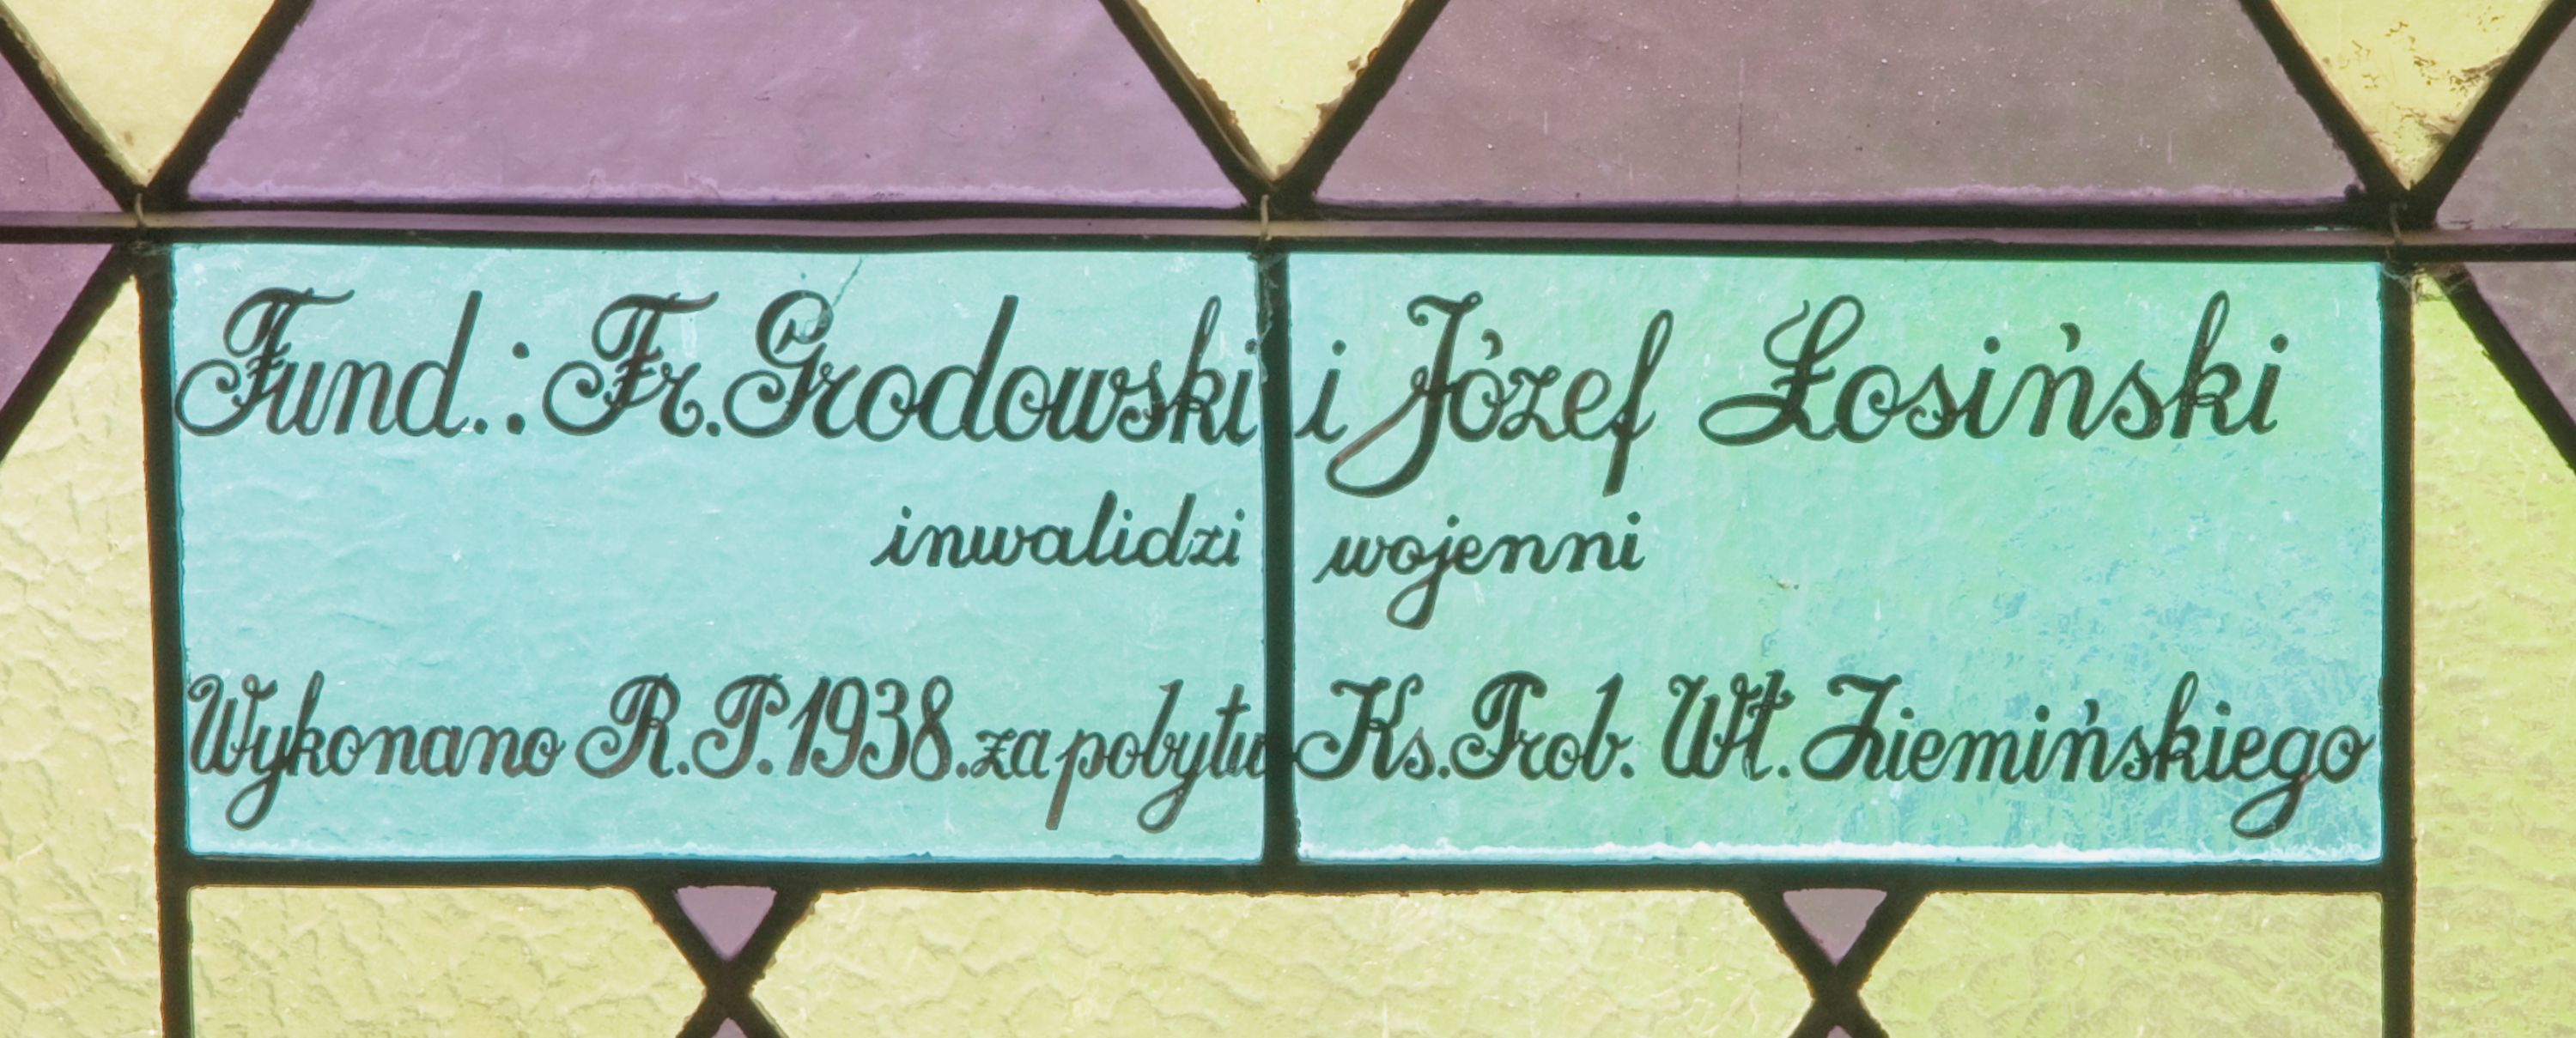 Fund.: Fr. Grodowski i Józef Łosiński
inwalidzi wojenni
Wykonano R.P. 1938. za pobytu Ks. Prob. Wł. Ziemińskiego